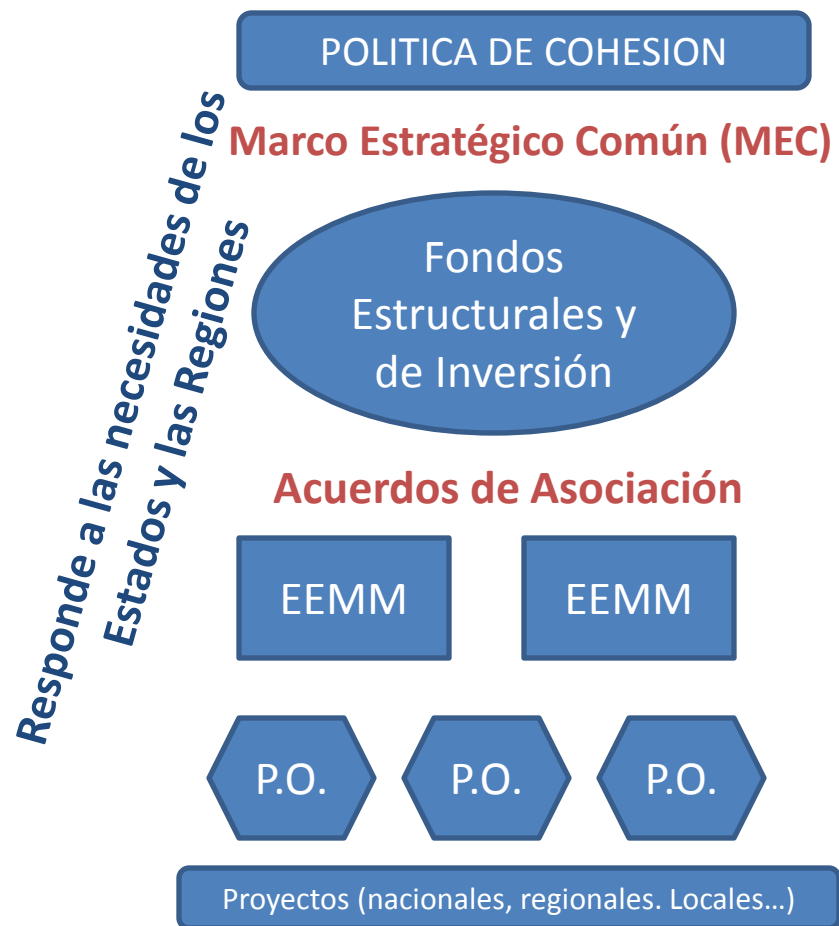 POLITICA DE COHESION
Marco Estratégico Común (MEC)
Responde a las necesidades de los
Estados y las Regiones
Fondos
Estructurales y
de Inversión
Acuerdos de Asociación
EEMM
EEMM
P.O.
P.O.
P.O.
Proyectos (nacionales, regionales. Locales...)